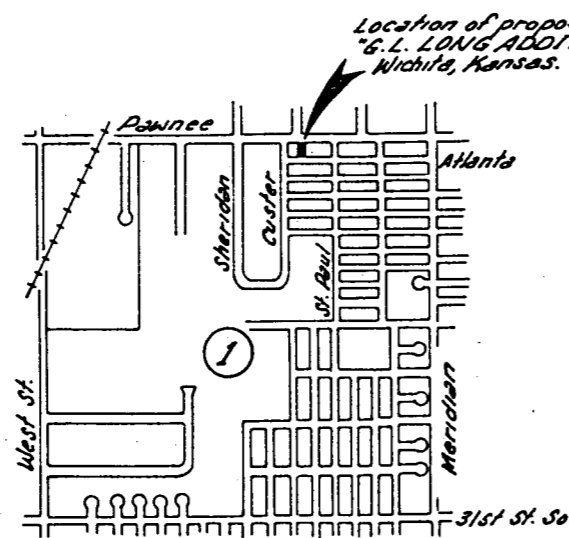 Location of propos
"G.L. LONG ADDI
Wichita, Kansas.
Pawnee
Atlanta
Sheridan
Custer
St. Paul
1
West St.
Meridian
31st St. So